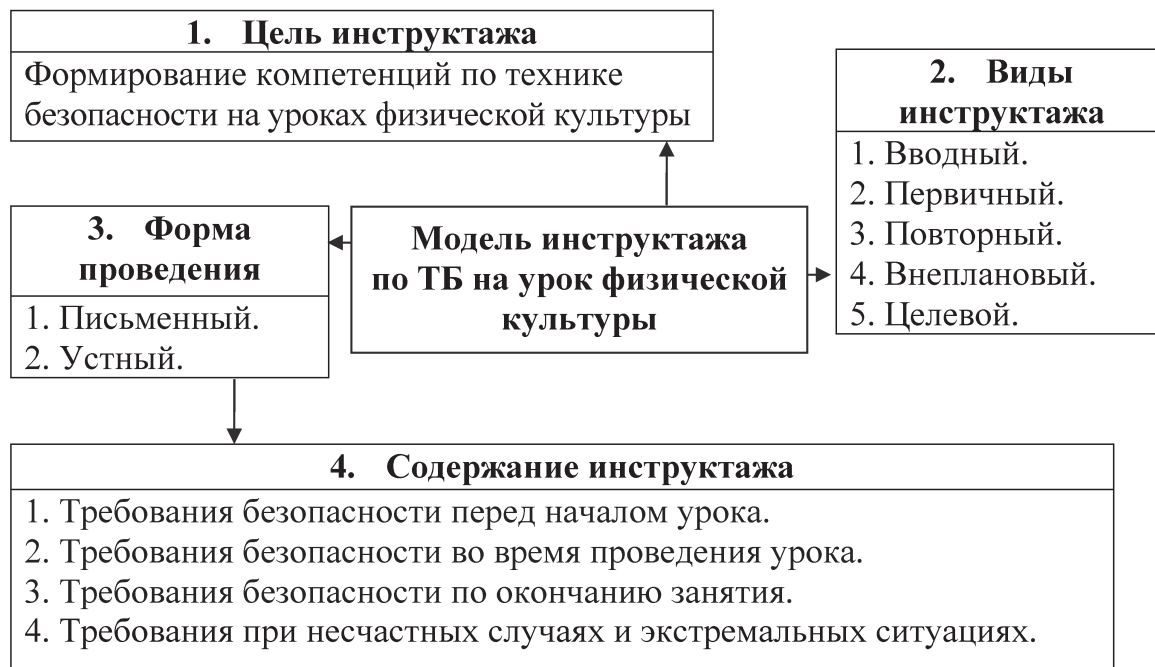 1. Цель инструктажа
Формирование компетенций по технике
безопасности на уроках физической культуры
2. Виды
инструктажа
1. Вводный.
2. Первичный.
3. Повторный.
4. Внеплановый.
5. Целевой.
3. Форма
проведения
1. Письменный.
2. Устный.
Модель инструктажа
по ТБ на урок физической
культуры
4. Содержание инструктажа
1. Требования безопасности перед началом урока.
2. Требования безопасности во время проведения урока.
3. Требования безопасности по окончанию занятия.
4. Требования при несчастных случаях и экстремальных ситуациях.